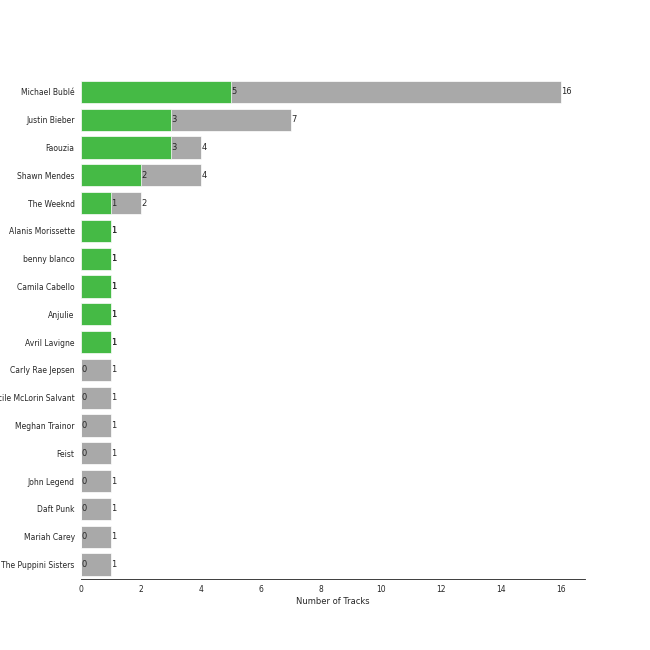 Michael Bublé 5 16
Justin Bieber 3 7
Faouzia 3 4
Shawn Mendes 2 4
The Weeknd 1 2
Alanis Morissette 1
benny blanco 1
Camila Cabello 1
Anjulie 1
Avril Lavigne 1
Carly Rae Jepsen 0 1
cile McLorin Salvant 0 1
Meghan Trainor 0 1
Feist 0 1
John Legend 0 1
Daft Punk 0 1
Mariah Carey 0 1
The Puppini Sisters 0 1
0 2 4 6 8 10 12 14 16
Number of Tracks